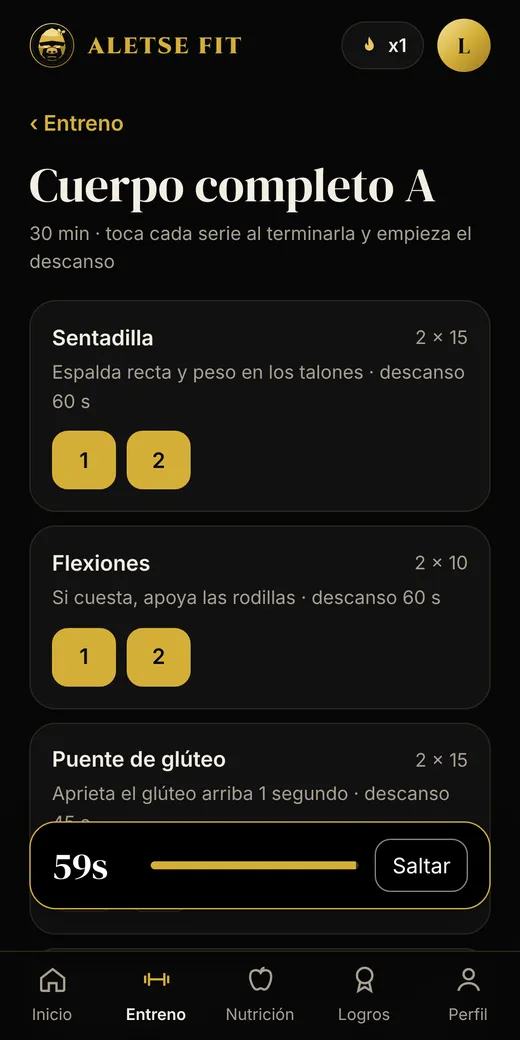 ALETSE FIT
x1
L
‹ Entreno
Cuerpo completo A
30 min · toca cada serie al terminarla y empieza el
descanso
Sentadilla
2 × 15
Espalda recta y peso en los talones · descanso
60 s
1
2
Flexiones
2 × 10
Si cuesta, apoya las rodillas · descanso 60 s
1
2
Puente de glúteo
2 × 15
Aprieta el glúteo arriba 1 segundo · descanso
59s
Saltar
Inicio
Entreno
Nutrición
Logros
Perfil